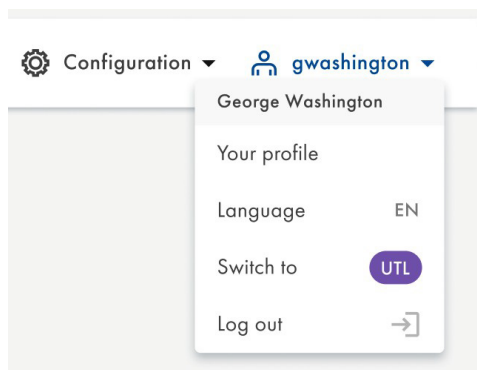 Configuration gwashington
George Washington
Your profile
Language EN
Switch to UTL
Log out